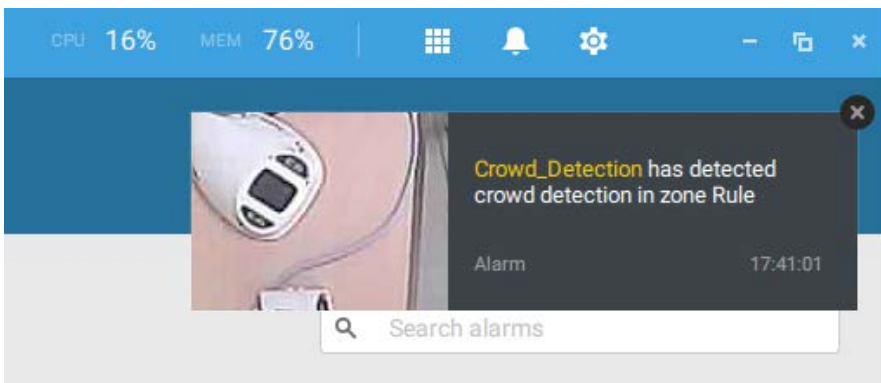 CPU 16% MEM 76%
Crowd_Detection has detected
crowd detection in zone Rule
Alarm 17:41:01
Search alarms